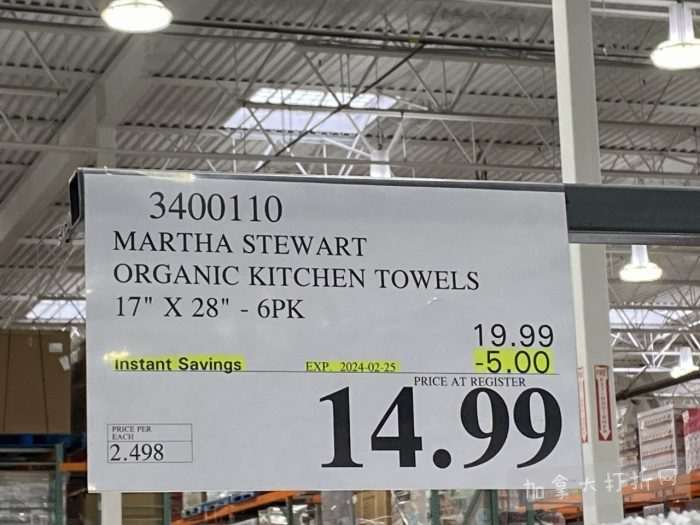 3400110
MARTHA STEWART
ORGANIC KITCHEN TOWELS
17" X 28" - 6PK
19.99
Instant Savings EXP. 2024-02-25 -5.00
PRICE AT REGISTER
14.99
PRICE PER
EACH
2.498
加拿大打折网